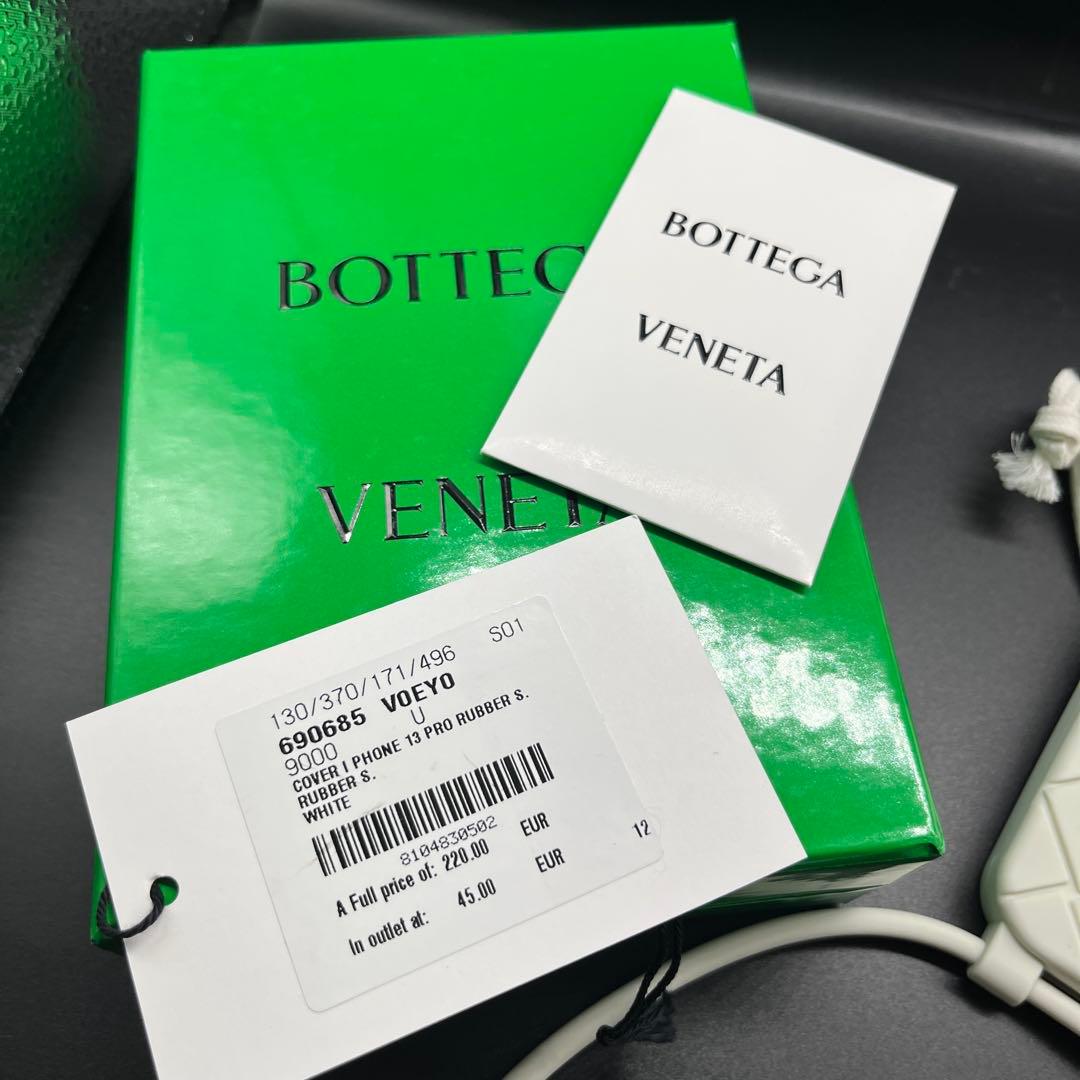 BOTTEG
VENETA
BOTTEGA
VENETA
130/370/171/496 S01
690685 V0EY0
9000 U
COVER I PHONE 13 PRO RUBBER S.
RUBBER S.
WHITE
8104830502
A Full price of: 220.00 EUR
In outlet at: 45.00 EUR
12